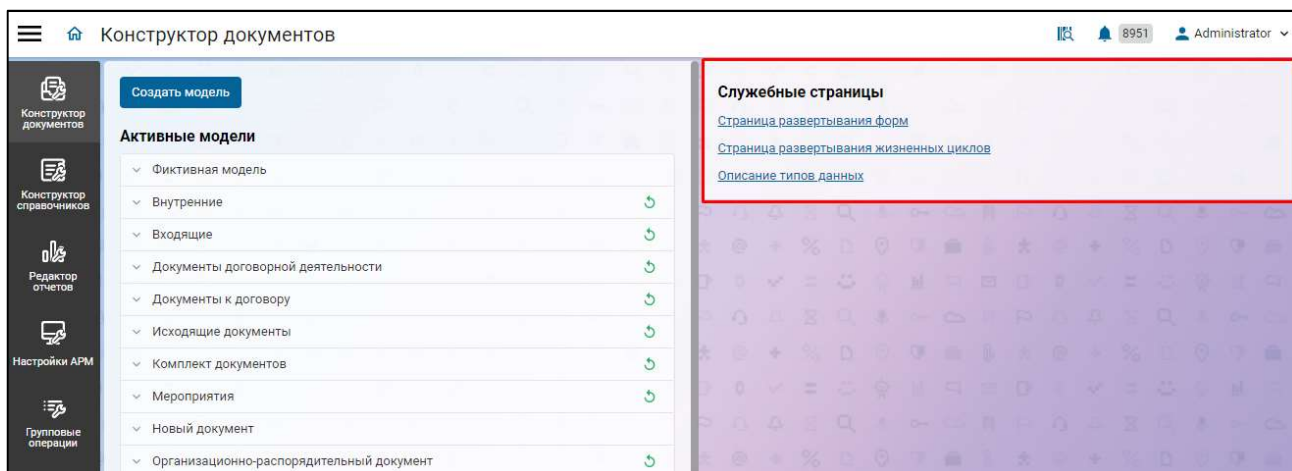 Конструктор документов
8951
Administrator
Конструктор
документов
Конструктор
справочников
Редактор
отчетов
Настройки АРМ
Групповые
операции
Создать модель
Активные модели
Фиктивная модель
Внутренние
Входящие
Документы договорной деятельности
Документы к договору
Исходящие документы
Комплект документов
Мероприятия
Новый документ
Организационно-распорядительный документ
Служебные страницы
Страница развертывания форм
Страница развертывания жизненных циклов
Описание типов данных